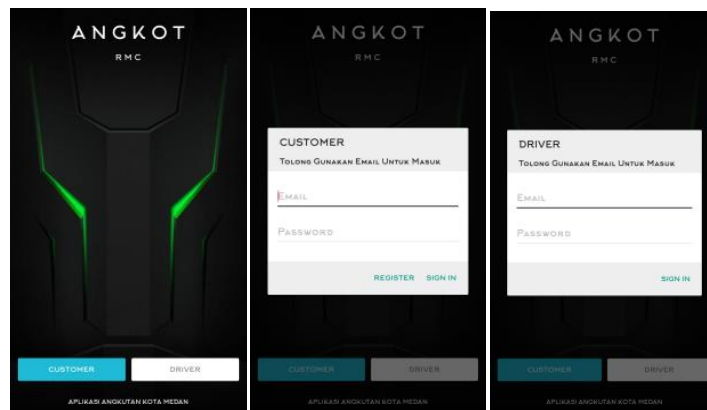 ANGKOT
RMC
CUSTOMER
DRIVER
APLIKASI ANGKUTAN KOTA MEDAN
ANGKOT
RMC
CUSTOMER
Tolong Gunakan Email Untuk Masuk
Email
Password
REGISTER
SIGN IN
CUSTOMER
DRIVER
APLIKASI ANGKUTAN KOTA MEDAN
ANGKOT
RMC
DRIVER
Tolong Gunakan Email Untuk Masuk
Email
Password
SIGN IN
CUSTOMER
DRIVER
APLIKASI ANGKUTAN KOTA MEDAN